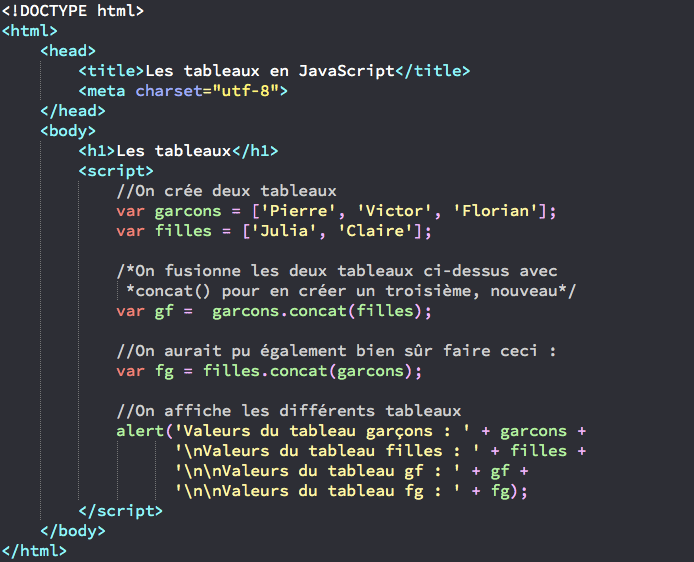 <!DOCTYPE html>
<html>
    <head>
        <title>Les tableaux en JavaScript</title>
        <meta charset="utf-8">
    </head>
    <body>
        <h1>Les tableaux</h1>
        <script>
            //On crée deux tableaux
            var garcons = ['Pierre', 'Victor', 'Florian'];
            var filles = ['Julia', 'Claire'];

            /*On fusionne les deux tableaux ci-dessus avec
             *concat() pour en créer un troisième, nouveau*/
            var gf =  garcons.concat(filles);

            //On aurait pu également bien sûr faire ceci :
            var fg = filles.concat(garcons);

            //On affiche les différents tableaux
            alert('Valeurs du tableau garçons : ' + garcons +
                  '\nValeurs du tableau filles : ' + filles +
                  '\n\nValeurs du tableau gf : ' + gf +
                  '\n\nValeurs du tableau fg : ' + fg);
        </script>
    </body>
</html>